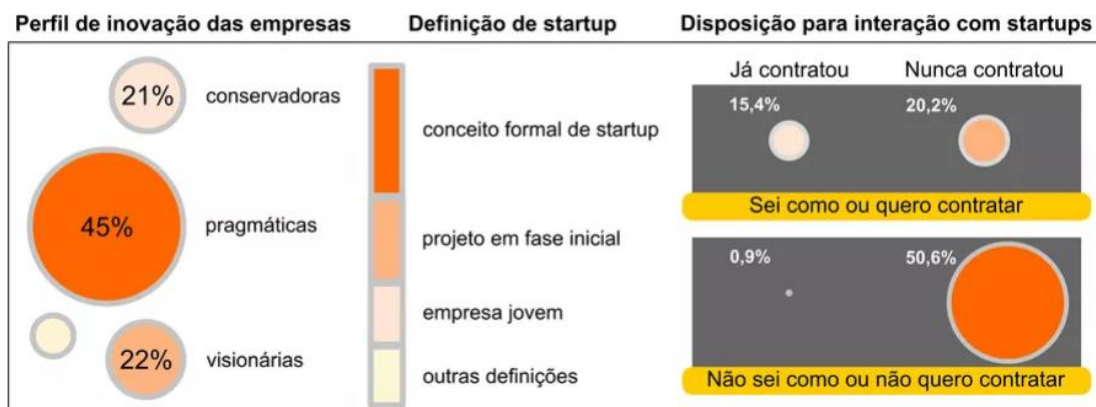 Perfil de inovação das empresas
21%
conservadoras
45%
pragmáticas
22%
visionárias
Definição de startup
conceito formal de startup
projeto em fase inicial
empresa jovem
outras definições
Disposição para interação com startups
Já contratou
Nunca contratou
15,4%
20,2%
Sei como ou quero contratar
0,9%
50,6%
Não sei como ou não quero contratar